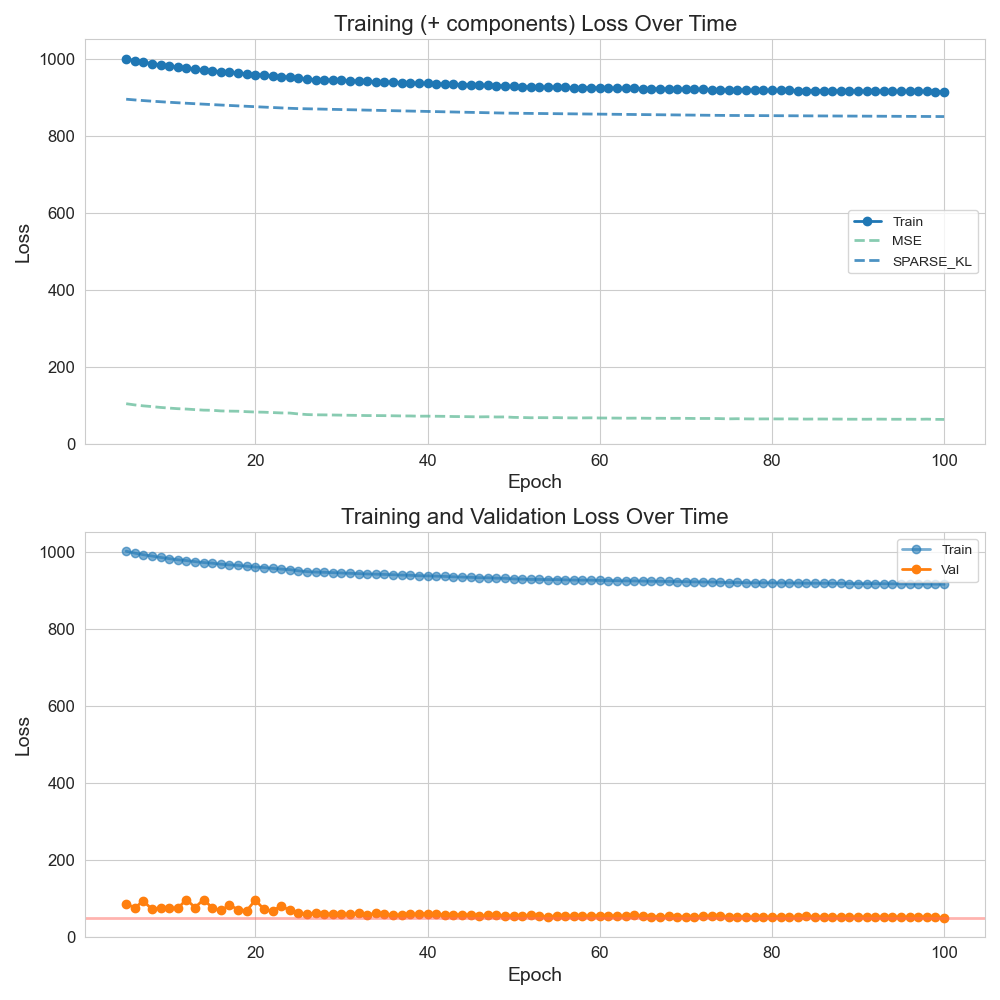 Training (+ components) Loss Over Time
1000
800
600
400
200
0
Loss
Train
MSE
SPARSE_KL
20
40
60
80
100
Epoch
Training and Validation Loss Over Time
1000
800
600
400
200
0
Loss
Train
Val
20
40
60
80
100
Epoch